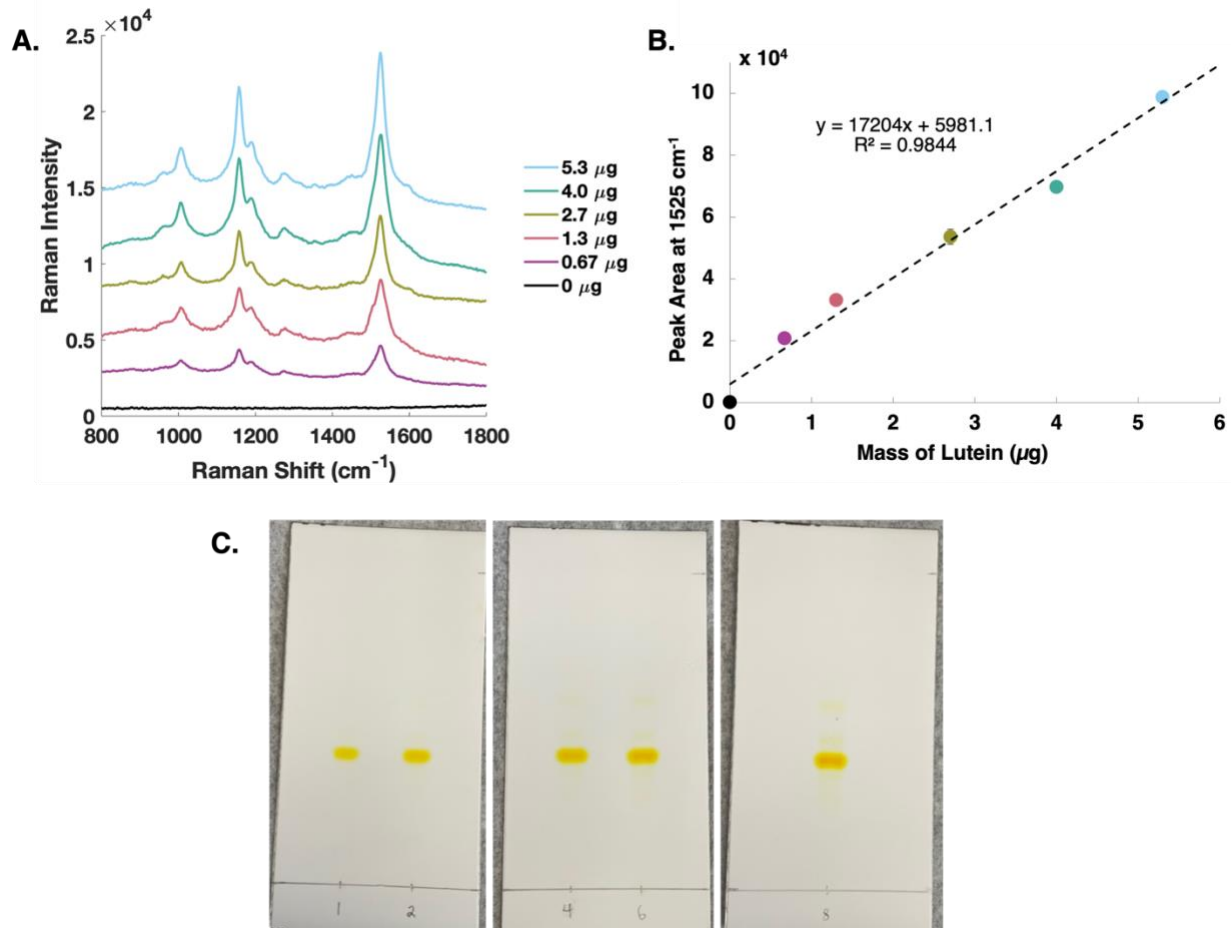 A.
×10⁴
2.5
2
1.5
1
0.5
0
Raman Intensity
800 1000 1200 1400 1600 1800
Raman Shift (cm⁻¹)
5.3 µg
4.0 µg
2.7 µg
1.3 µg
0.67 µg
0 µg
B.
x 10⁴
10
8
6
4
2
0
Peak Area at 1525 cm⁻¹
y = 17204x + 5981.1
R² = 0.9844
0 1 2 3 4 5 6
Mass of Lutein (µg)
C.
1 2
4 6
8